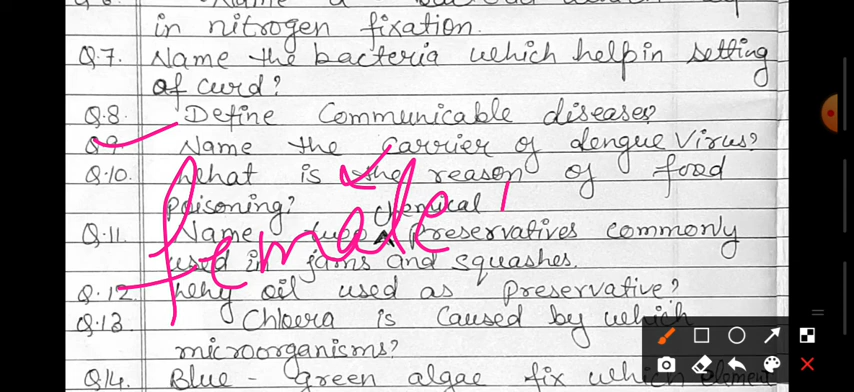 in nitrogen fixation.
Q.7. Name the bacteria which help in setting
of curd?
Q.8. Define Communicable diseases?
Q9 Name the carrier of dengue Virus?
Q.10. What is the reason of food
poisoning? chemical
Q.11. Name two preservatives commonly
used in jams and squashes.
female
Q.12 Why oil used as preservative?
Q.13 Chloera is caused by which
microorganisms?
Q14. Blue-green algae fix which element